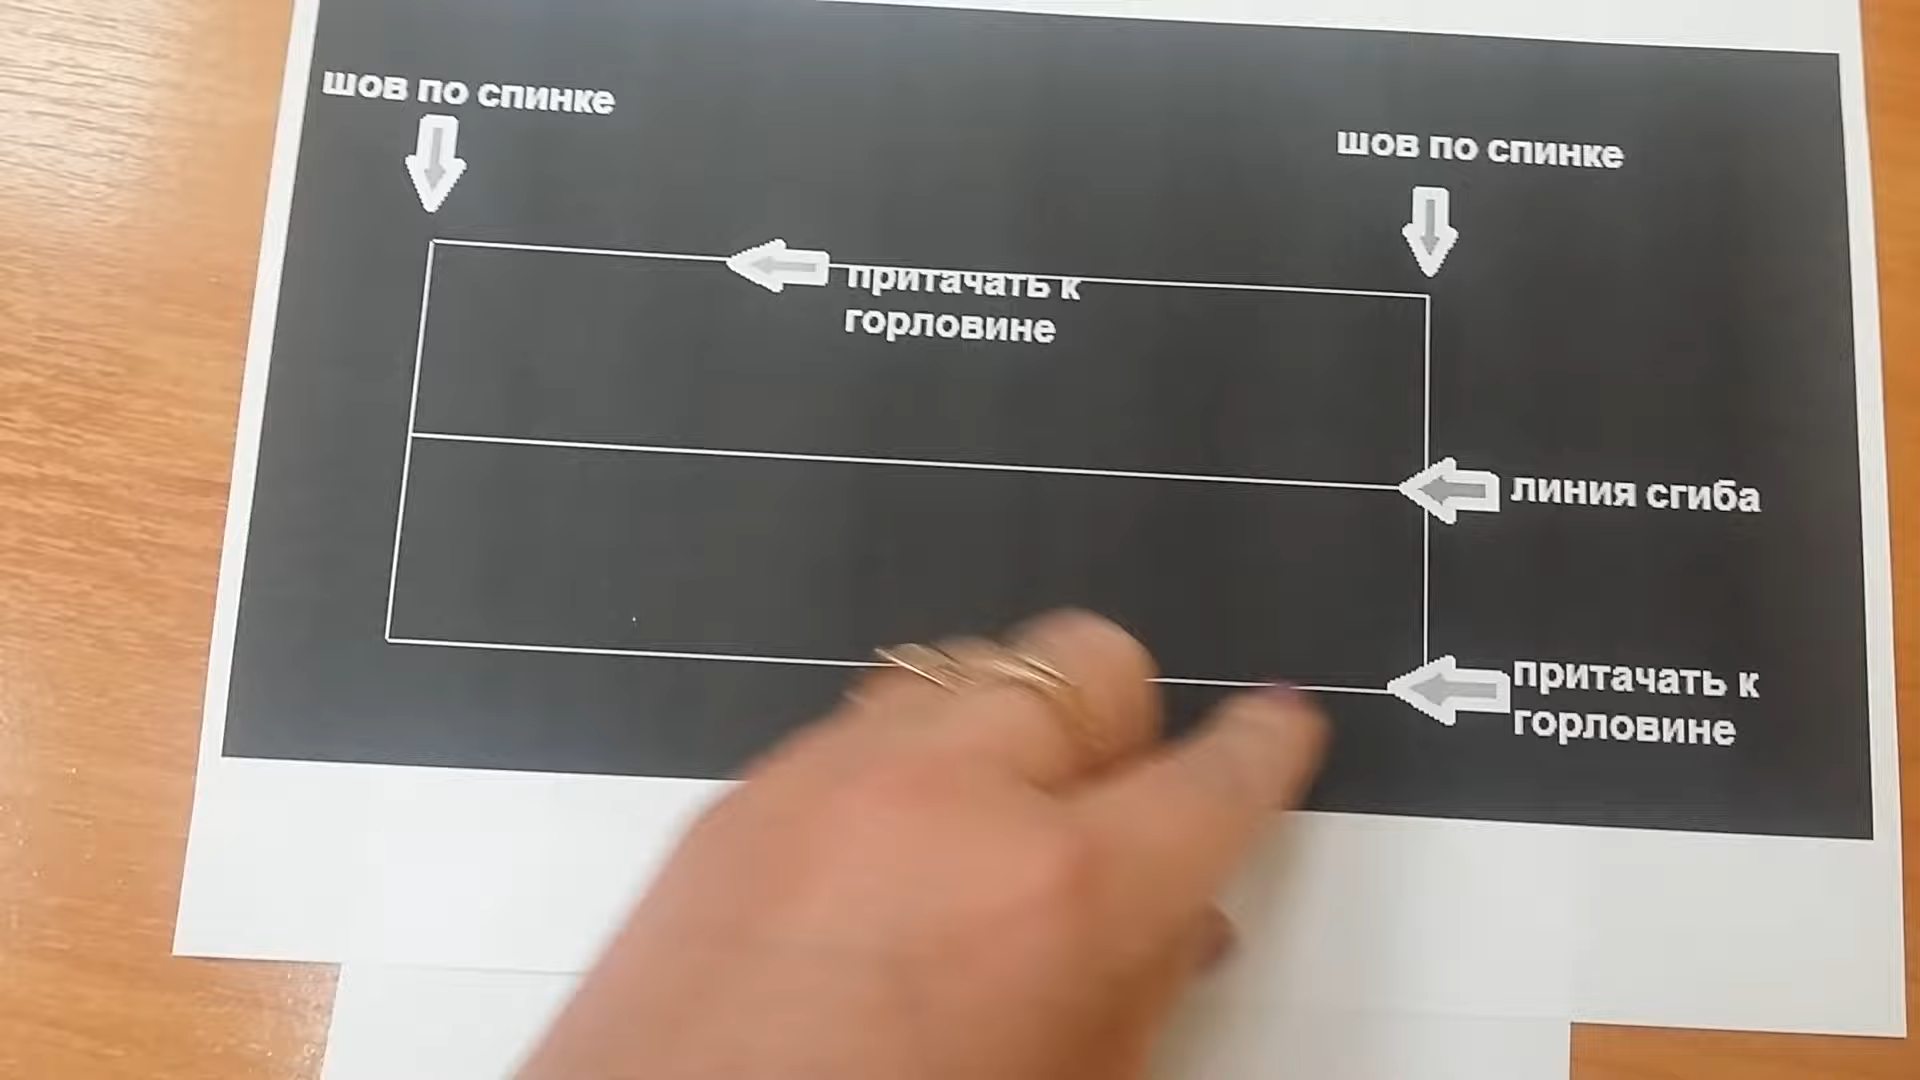 шов по спинке
шов по спинке
притачать к
горловине
линия сгиба
притачать к
горловине